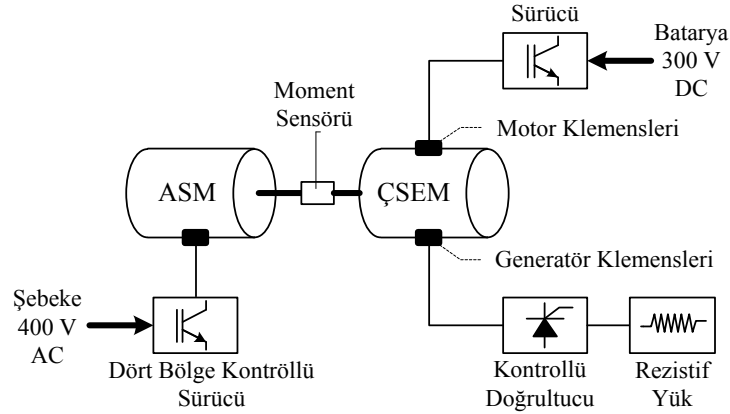 Sürücü
Batarya
300 V
DC
Moment
Sensörü
Motor Klemensleri
ASM
ÇSEM
Generatör Klemensleri
Şebeke
400 V
AC
Dört Bölge Kontröllü
Sürücü
Kontrollü
Doğrultucu
Rezistif
Yük